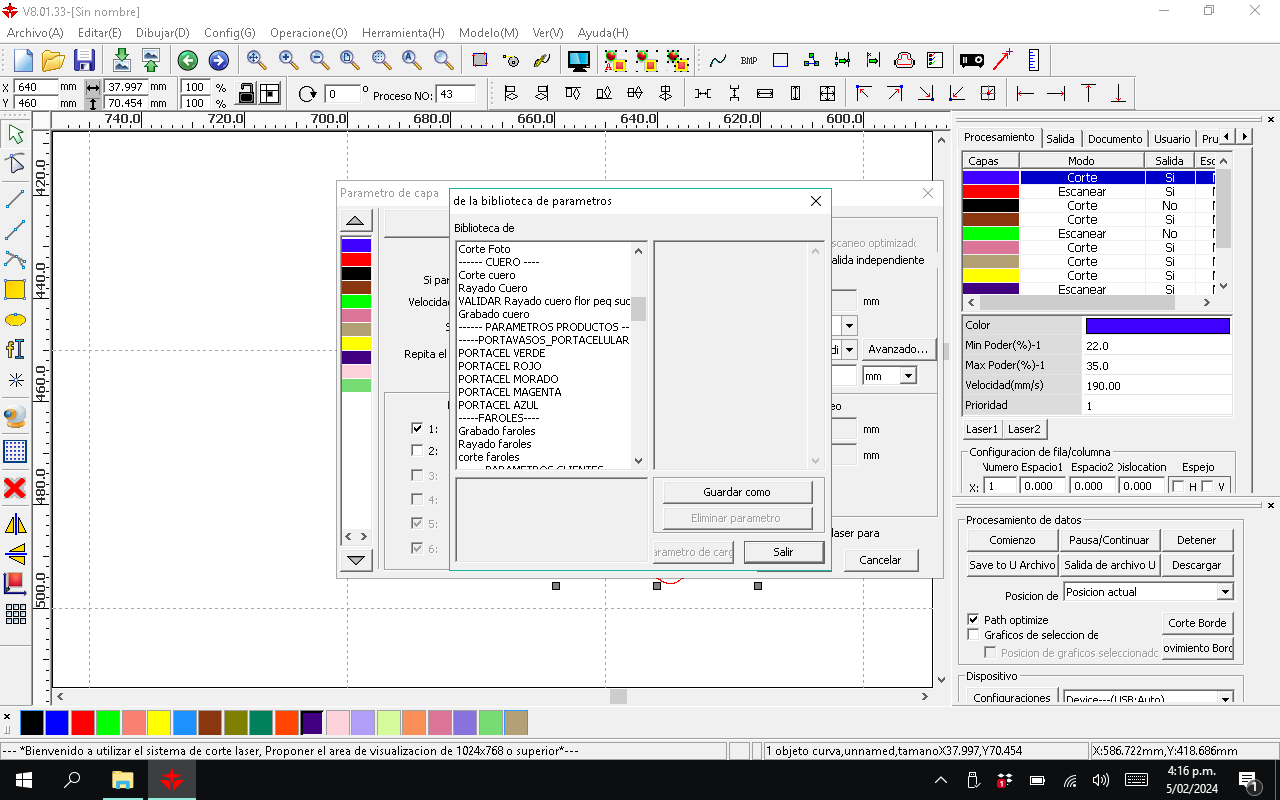 V8.01.33-[Sin nombre]
Archivo(A) Editar(E) Dibujar(D) Config(G) Operacione(O) Herramienta(H) Modelo(M) Ver(V) Ayuda(H)
BMP
X 640 mm 37.997 mm 100 %
Y 460 mm 70.454 mm 100 %
0 ° Proceso NO: 43
740.0 720.0 700.0 680.0 660.0 640.0 620.0 600.0
420.0
440.0
460.0
480.0
500.0
Parametro de capa
Si par
Velocidad
S
Repita el
1:
2:
3:
4:
5:
6:
scaneo optimizado
alida independiente
mm
di
Avanzado...
mm
eo
mm
mm
laser para
Cancelar
de la biblioteca de parametros
Biblioteca de
Corte Foto
------ CUERO ----
Corte cuero
Rayado Cuero
VALIDAR Rayado cuero flor peq suc
Grabado cuero
------ PARAMETROS PRODUCTOS --
-----PORTAVASOS_PORTACELULAR
PORTACEL VERDE
PORTACEL ROJO
PORTACEL MORADO
PORTACEL MAGENTA
PORTACEL AZUL
-----FAROLES----
Grabado faroles
Rayado faroles
corte faroles
PARAMETROS CLIENTES
Guardar como
Eliminar parametro
arametro de carg
Salir
Procesamiento Salida Documento Usuario Pru
Capas Modo Salida Esc
Corte Si
Escanear Si
Corte No
Corte Si
Escanear No
Corte Si
Corte Si
Corte Si
Escanear Si
Color
Min Poder(%)-1 22.0
Max Poder(%)-1 35.0
Velocidad(mm/s) 190.00
Prioridad 1
Laser1 Laser2
Configuracion de fila/columna
Numero Espacio1 Espacio2 Dislocation Espejo
X: 1 0.000 0.000 0.000 H V
Procesamiento de datos
Comienzo Pausa/Continuar Detener
Save to U Archivo Salida de archivo U Descargar
Posicion de Posicion actual
Path optimize
Corte Borde
Graficos de seleccion de
Posicion de graficos seleccionado
ovimiento Bord
Dispositivo
Configuraciones Device---(USB:Auto)
--- *Bienvenido a utilizar el sistema de corte laser, Proponer el area de visualizacion de 1024x768 o superior*---
1 objeto curva,unnamed,tamanoX37.997,Y70.454
X:586.722mm,Y:418.686mm
1
4:16 p.m.
5/02/2024
1